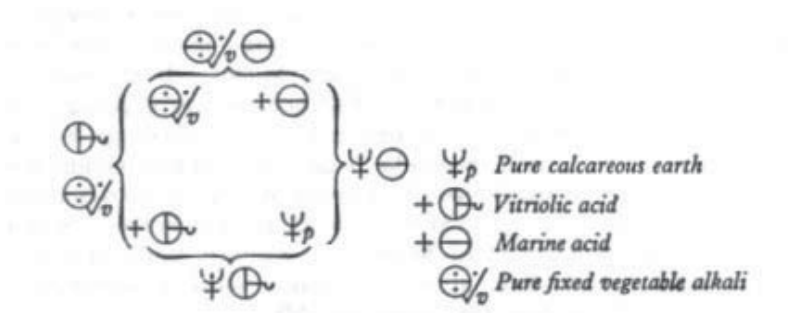 Pure calcareous earth
Vitriolic acid
Marine acid
Pure fixed vegetable alkali